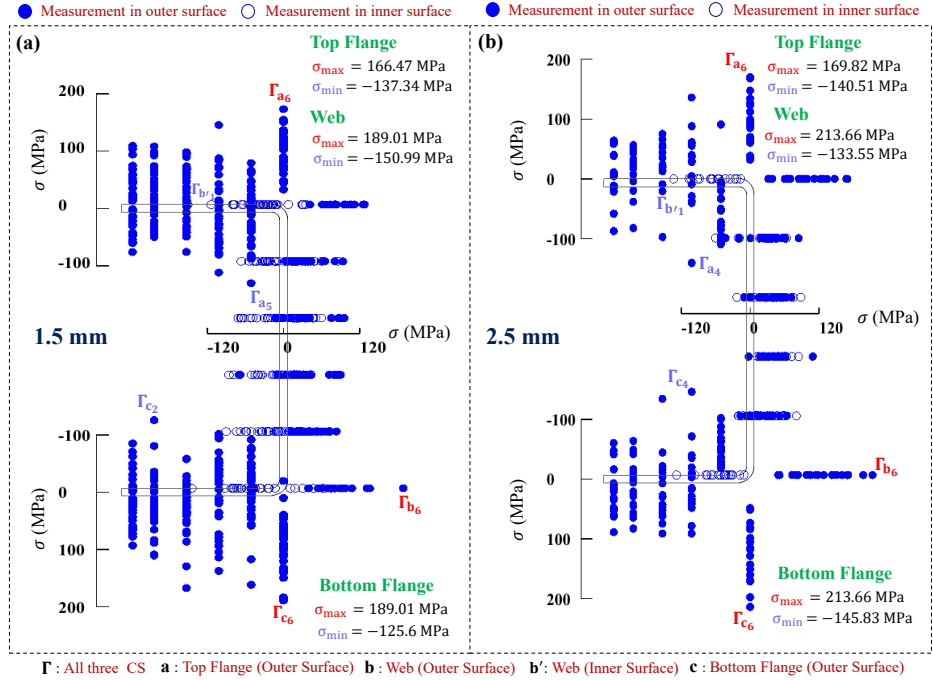 Measurement in outer surface Measurement in inner surface Measurement in outer surface Measurement in inner surface
(a)
Top Flange
σmax = 166.47 MPa
σmin = −137.34 MPa
Web
σmax = 189.01 MPa
σmin = −150.99 MPa
Γa6
200
100
0
-100
σ (MPa)
Γb′1
Γa5
1.5 mm
σ (MPa)
-120 0 120
Γc2
-100
0
100
200
σ (MPa)
Γb6
Γc6
Bottom Flange
σmax = 189.01 MPa
σmin = −125.6 MPa
(b)
Top Flange
σmax = 169.82 MPa
σmin = −140.51 MPa
Web
σmax = 213.66 MPa
σmin = −133.55 MPa
Γa6
200
100
0
-100
σ (MPa)
Γb′1
Γa4
2.5 mm
σ (MPa)
-120 0 120
Γc4
-100
0
100
200
σ (MPa)
Γb6
Γc6
Bottom Flange
σmax = 213.66 MPa
σmin = −145.83 MPa
Γ : All three CS a : Top Flange (Outer Surface) b : Web (Outer Surface) b′ : Web (Inner Surface) c : Bottom Flange (Outer Surface)